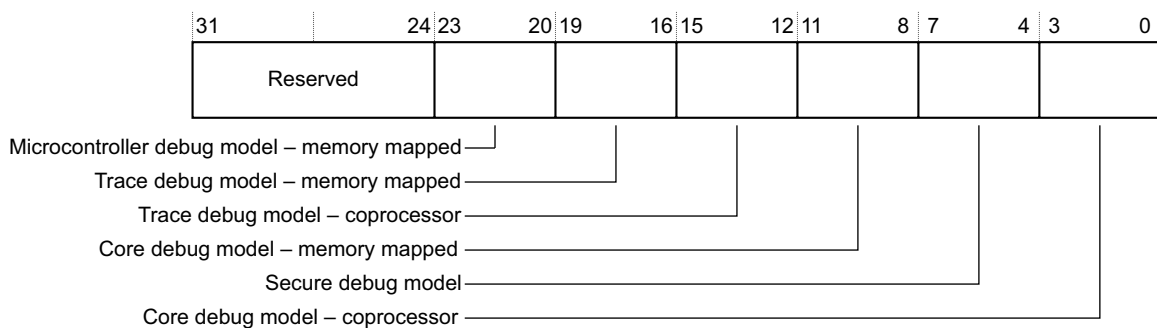 31 24 23 20 19 16 15 12 11 8 7 4 3 0
Reserved
Microcontroller debug model – memory mapped
Trace debug model – memory mapped
Trace debug model – coprocessor
Core debug model – memory mapped
Secure debug model
Core debug model – coprocessor